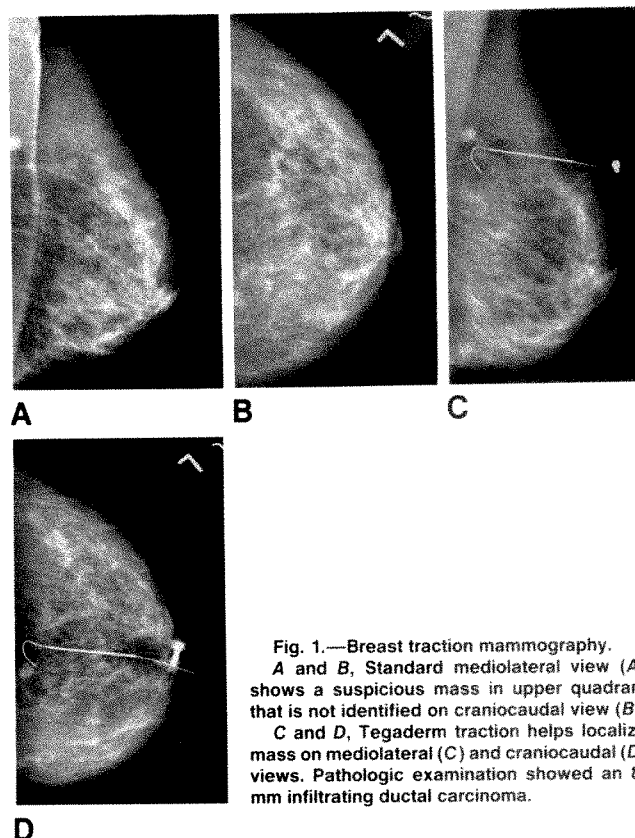 A
B
C
D
Fig. 1.—Breast traction mammography.
A and B, Standard mediolateral view (A
shows a suspicious mass in upper quadran
that is not identified on craniocaudal view (B
C and D, Tegaderm traction helps localiz
mass on mediolateral (C) and craniocaudal (D
views. Pathologic examination showed an 8
mm infiltrating ductal carcinoma.